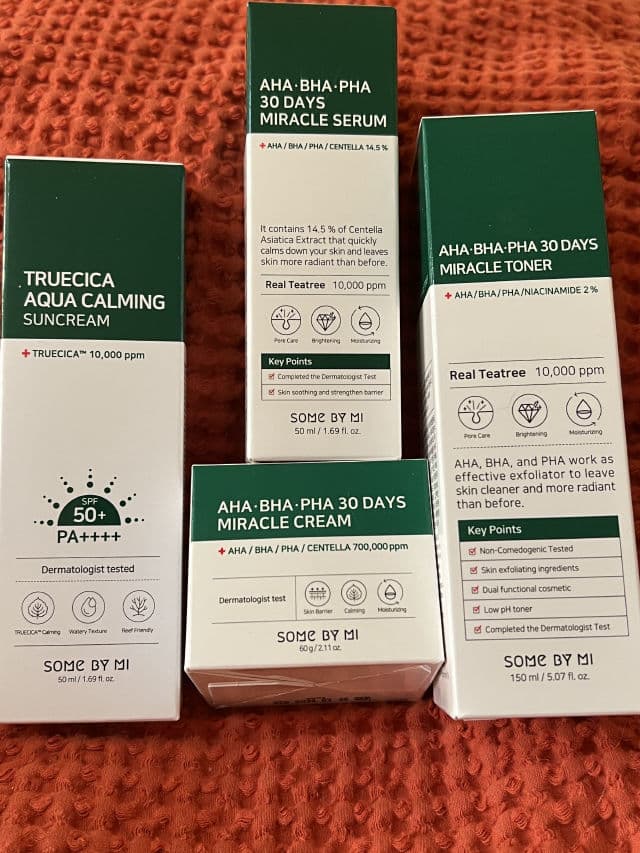 TRUECICA
AQUA CALMING
SUNCREAM
+ TRUECICA™ 10,000 ppm
SPF
50+
PA++++
Dermatologist tested
TRUECICA™ Calming
Watery Texture
Reef Friendly
SOME BY MI
50 ml / 1.69 fl. oz.
AHA·BHA·PHA
30 DAYS
MIRACLE SERUM
+ AHA / BHA / PHA / CENTELLA 14.5 %
It contains 14.5 % of Centella
Asiatica Extract that quickly
calms down your skin and leaves
skin more radiant than before.
Real Teatree 10,000 ppm
Pore Care
Brightening
Moisturizing
Key Points
Completed the Dermatologist Test
Skin soothing and strengthen barrier
SOME BY MI
50 ml / 1.69 fl. oz.
AHA·BHA·PHA 30 DAYS
MIRACLE CREAM
+ AHA / BHA / PHA / CENTELLA 700,000 ppm
Dermatologist test
Skin Barrier
Calming
Moisturizing
SOME BY MI
60 g / 2.11 oz.
AHA·BHA·PHA 30 DAYS
MIRACLE TONER
+ AHA/BHA/PHA/NIACINAMIDE 2 %
Real Teatree 10,000 ppm
Pore Care
Brightening
Moisturizing
AHA, BHA, and PHA work as
effective exfoliator to leave
skin cleaner and more radiant
than before.
Key Points
Non-Comedogenic Tested
Skin exfoliating ingredients
Dual functional cosmetic
Low pH toner
Completed the Dermatologist Test
SOME BY MI
150 ml / 5.07 fl. oz.